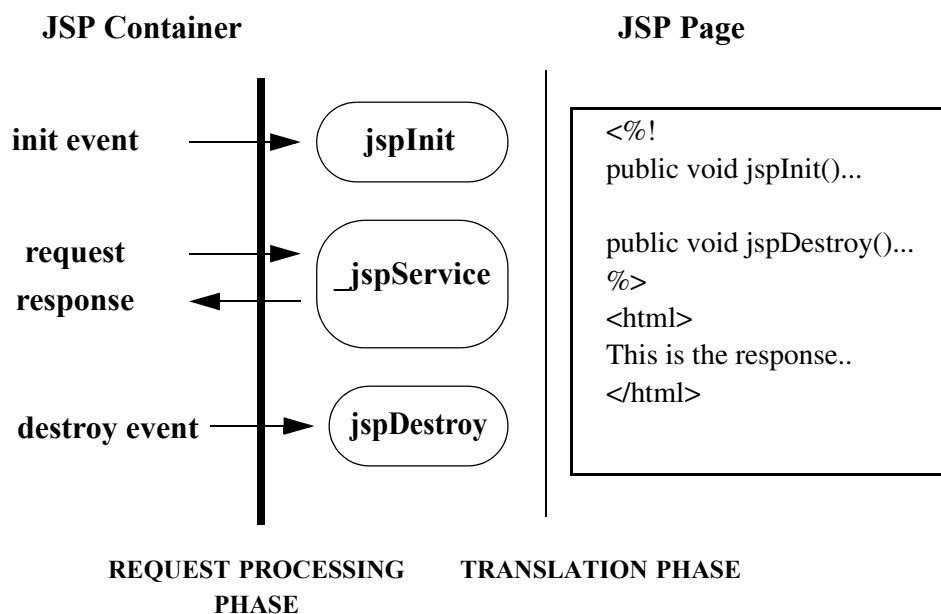 JSP Container
JSP Page
init event
jspInit
request
response
_jspService
destroy event
jspDestroy
<%!
public void jspInit()...
public void jspDestroy()...
%>
<html>
This is the response..
</html>
REQUEST PROCESSING
PHASE
TRANSLATION PHASE